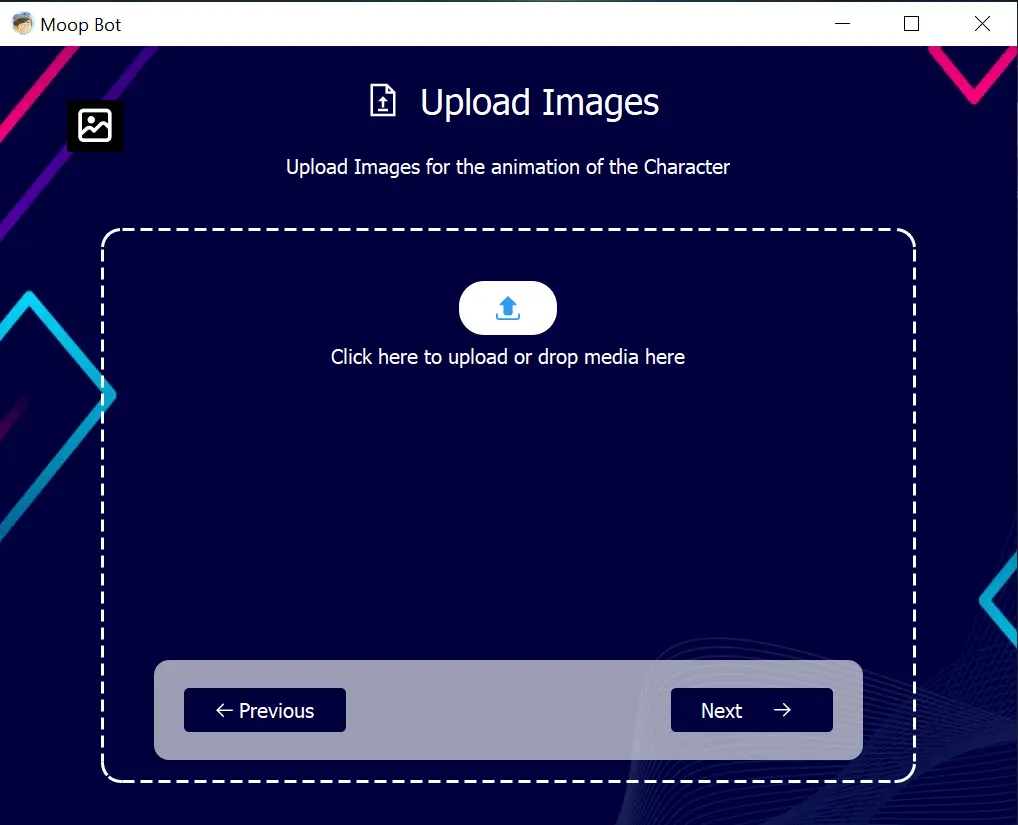 Moop Bot
Upload Images
Upload Images for the animation of the Character
Click here to upload or drop media here
Previous
Next